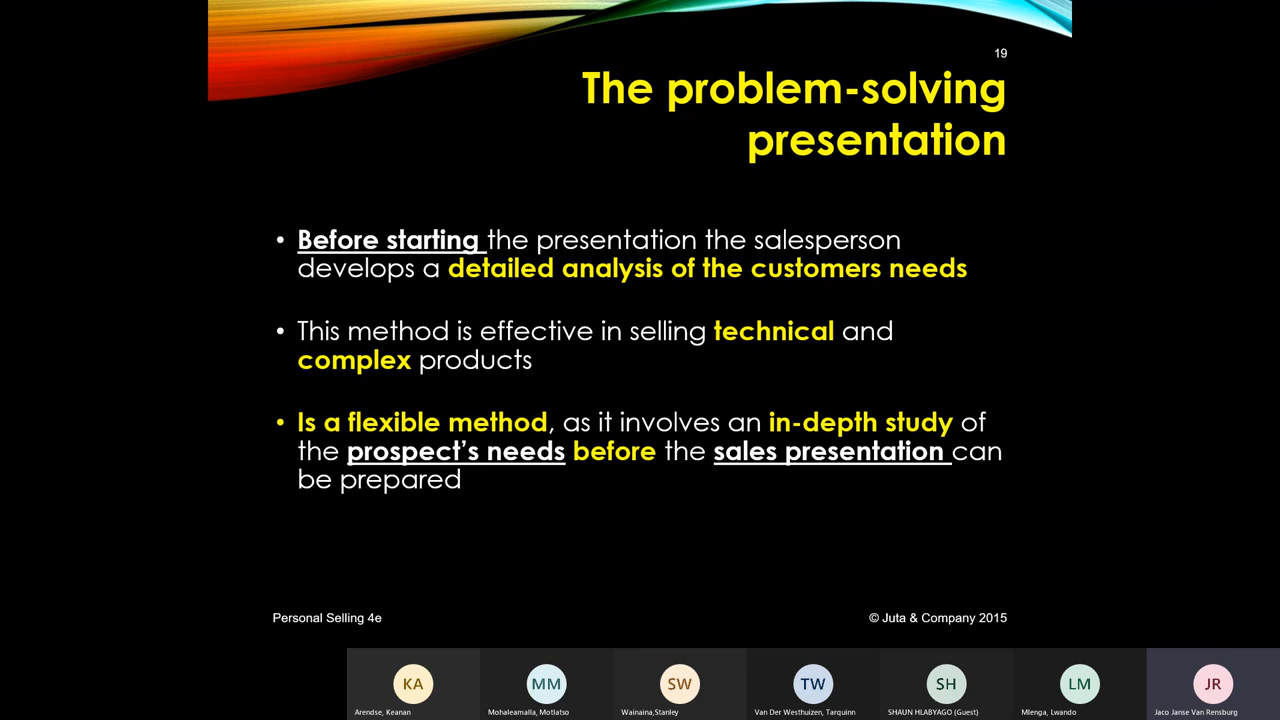 19
The problem-solving
presentation
• Before starting the presentation the salesperson
develops a detailed analysis of the customers needs
• This method is effective in selling technical and
complex products
• Is a flexible method, as it involves an in-depth study of
the prospect’s needs before the sales presentation can
be prepared
Personal Selling 4e
© Juta & Company 2015
KA
MM
SW
TW
SH
LM
JR
Arendse, Keanan
Mohaleamalla, Motlatso
Wainaina,Stanley
Van Der Westhuizen, Tarquinn
SHAUN HLABYAGO (Guest)
Mlenga, Lwando
Jaco Janse Van Rensburg